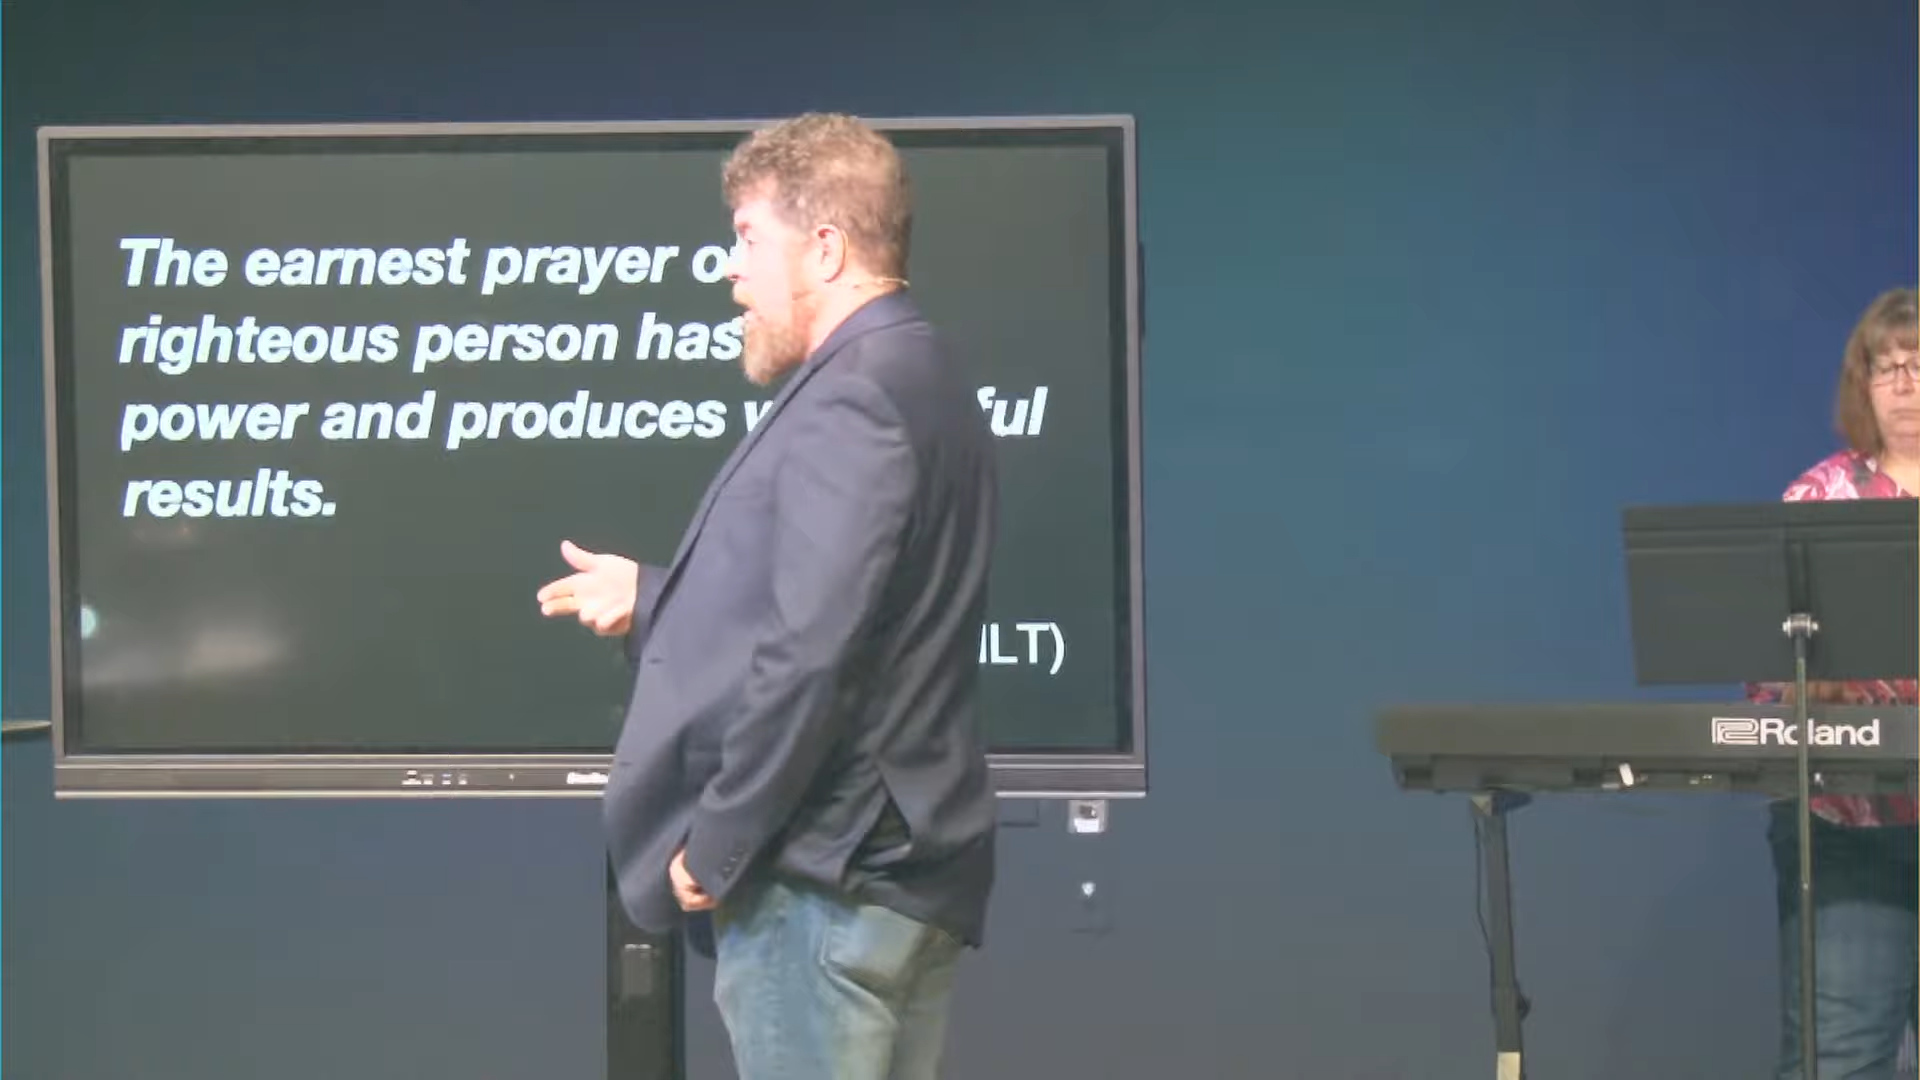 The earnest prayer o
righteous person has
power and produces w ful
results.
LT)
Roland